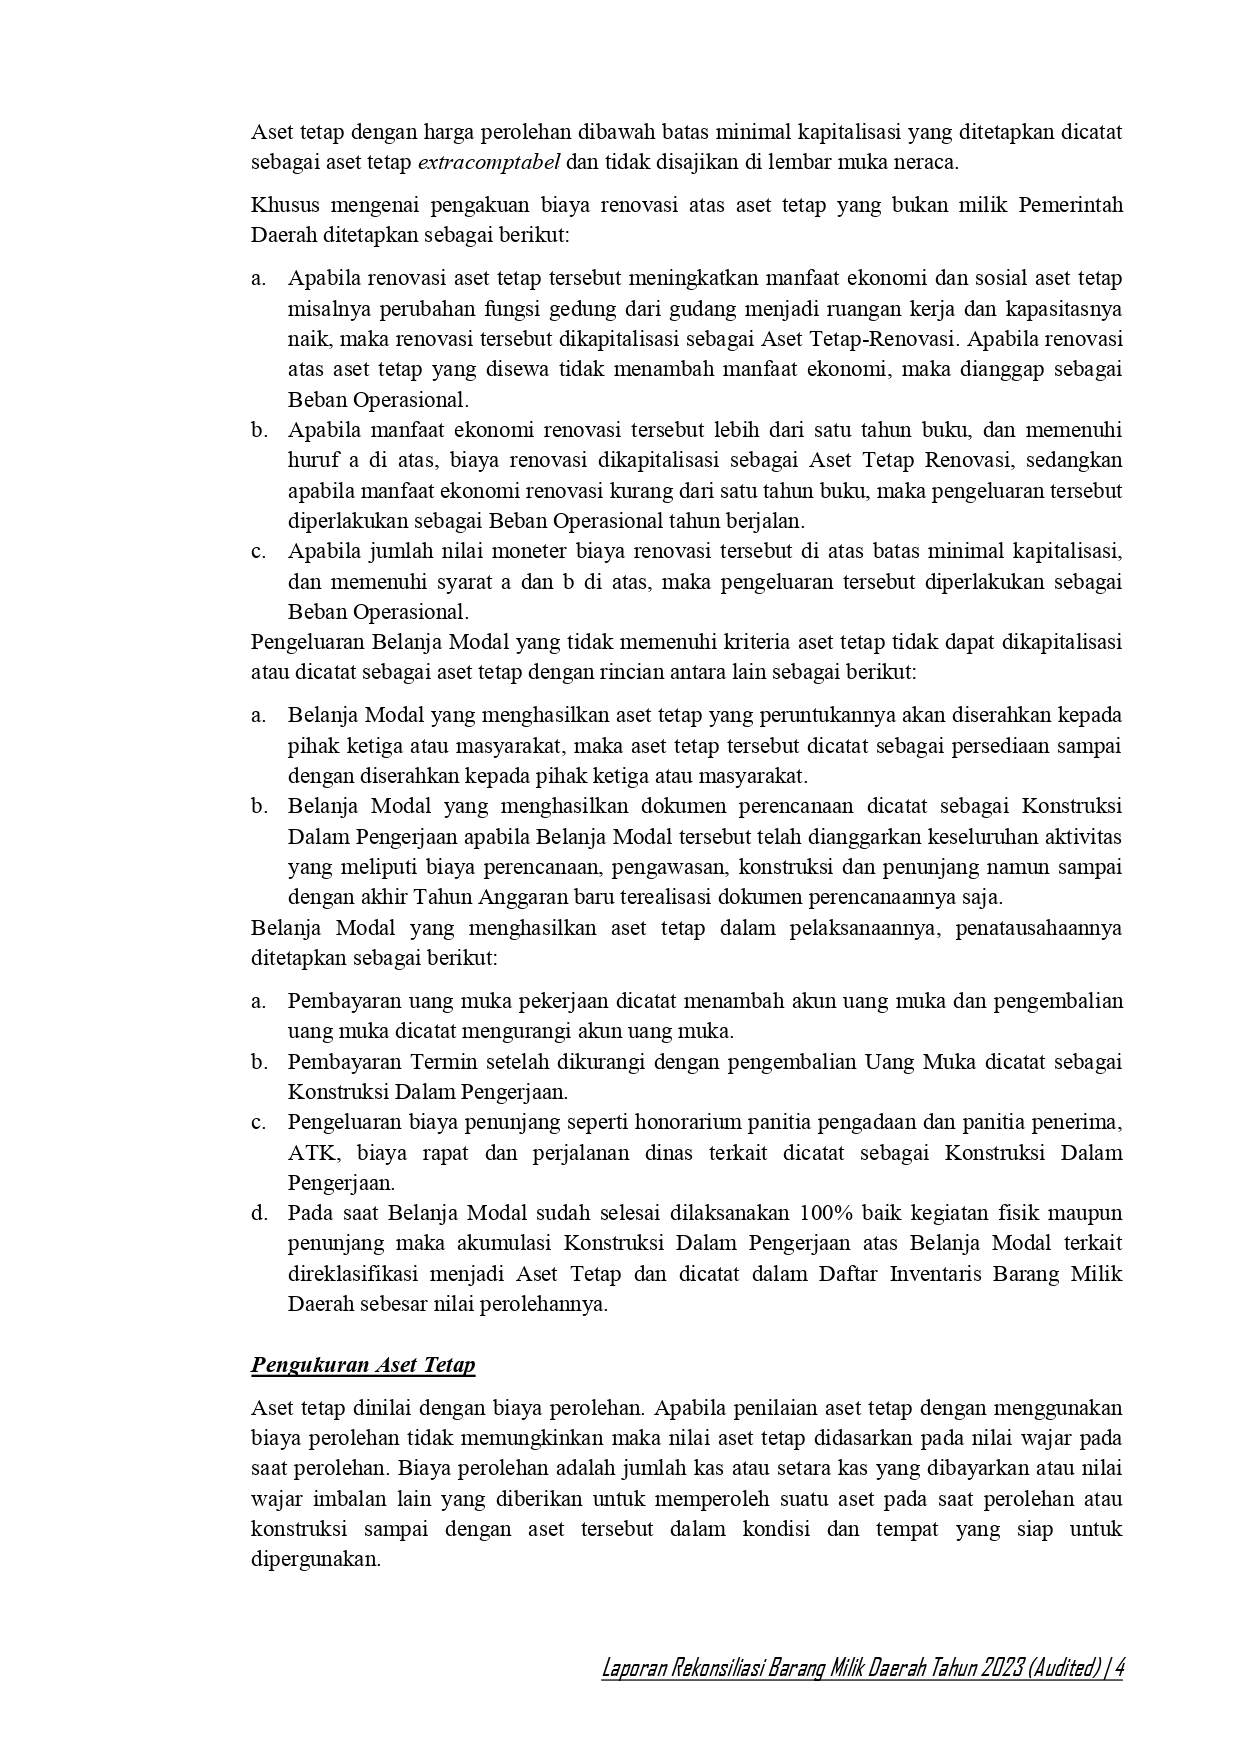 Aset tetap dengan harga perolehan dibawah batas minimal kapitalisasi yang ditetapkan dicatat
sebagai aset tetap extracomptabel dan tidak disajikan di lembar muka neraca.
Khusus mengenai pengakuan biaya renovasi atas aset tetap yang bukan milik Pemerintah
Daerah ditetapkan sebagai berikut:
a. Apabila renovasi aset tetap tersebut meningkatkan manfaat ekonomi dan sosial aset tetap
misalnya perubahan fungsi gedung dari gudang menjadi ruangan kerja dan kapasitasnya
naik, maka renovasi tersebut dikapitalisasi sebagai Aset Tetap-Renovasi. Apabila renovasi
atas aset tetap yang disewa tidak menambah manfaat ekonomi, maka dianggap sebagai
Beban Operasional.
b. Apabila manfaat ekonomi renovasi tersebut lebih dari satu tahun buku, dan memenuhi
huruf a di atas, biaya renovasi dikapitalisasi sebagai Aset Tetap Renovasi, sedangkan
apabila manfaat ekonomi renovasi kurang dari satu tahun buku, maka pengeluaran tersebut
diperlakukan sebagai Beban Operasional tahun berjalan.
c. Apabila jumlah nilai moneter biaya renovasi tersebut di atas batas minimal kapitalisasi,
dan memenuhi syarat a dan b di atas, maka pengeluaran tersebut diperlakukan sebagai
Beban Operasional.
Pengeluaran Belanja Modal yang tidak memenuhi kriteria aset tetap tidak dapat dikapitalisasi
atau dicatat sebagai aset tetap dengan rincian antara lain sebagai berikut:
a. Belanja Modal yang menghasilkan aset tetap yang peruntukannya akan diserahkan kepada
pihak ketiga atau masyarakat, maka aset tetap tersebut dicatat sebagai persediaan sampai
dengan diserahkan kepada pihak ketiga atau masyarakat.
b. Belanja Modal yang menghasilkan dokumen perencanaan dicatat sebagai Konstruksi
Dalam Pengerjaan apabila Belanja Modal tersebut telah dianggarkan keseluruhan aktivitas
yang meliputi biaya perencanaan, pengawasan, konstruksi dan penunjang namun sampai
dengan akhir Tahun Anggaran baru terealisasi dokumen perencanaannya saja.
Belanja Modal yang menghasilkan aset tetap dalam pelaksanaannya, penatausahaannya
ditetapkan sebagai berikut:
a. Pembayaran uang muka pekerjaan dicatat menambah akun uang muka dan pengembalian
uang muka dicatat mengurangi akun uang muka.
b. Pembayaran Termin setelah dikurangi dengan pengembalian Uang Muka dicatat sebagai
Konstruksi Dalam Pengerjaan.
c. Pengeluaran biaya penunjang seperti honorarium panitia pengadaan dan panitia penerima,
ATK, biaya rapat dan perjalanan dinas terkait dicatat sebagai Konstruksi Dalam
Pengerjaan.
d. Pada saat Belanja Modal sudah selesai dilaksanakan 100% baik kegiatan fisik maupun
penunjang maka akumulasi Konstruksi Dalam Pengerjaan atas Belanja Modal terkait
direklasifikasi menjadi Aset Tetap dan dicatat dalam Daftar Inventaris Barang Milik
Daerah sebesar nilai perolehannya.
Pengukuran Aset Tetap
Aset tetap dinilai dengan biaya perolehan. Apabila penilaian aset tetap dengan menggunakan
biaya perolehan tidak memungkinkan maka nilai aset tetap didasarkan pada nilai wajar pada
saat perolehan. Biaya perolehan adalah jumlah kas atau setara kas yang dibayarkan atau nilai
wajar imbalan lain yang diberikan untuk memperoleh suatu aset pada saat perolehan atau
konstruksi sampai dengan aset tersebut dalam kondisi dan tempat yang siap untuk
dipergunakan.
Laporan Rekonsiliasi Barang Milik Daerah Tahun 2023 (Audited) | 4